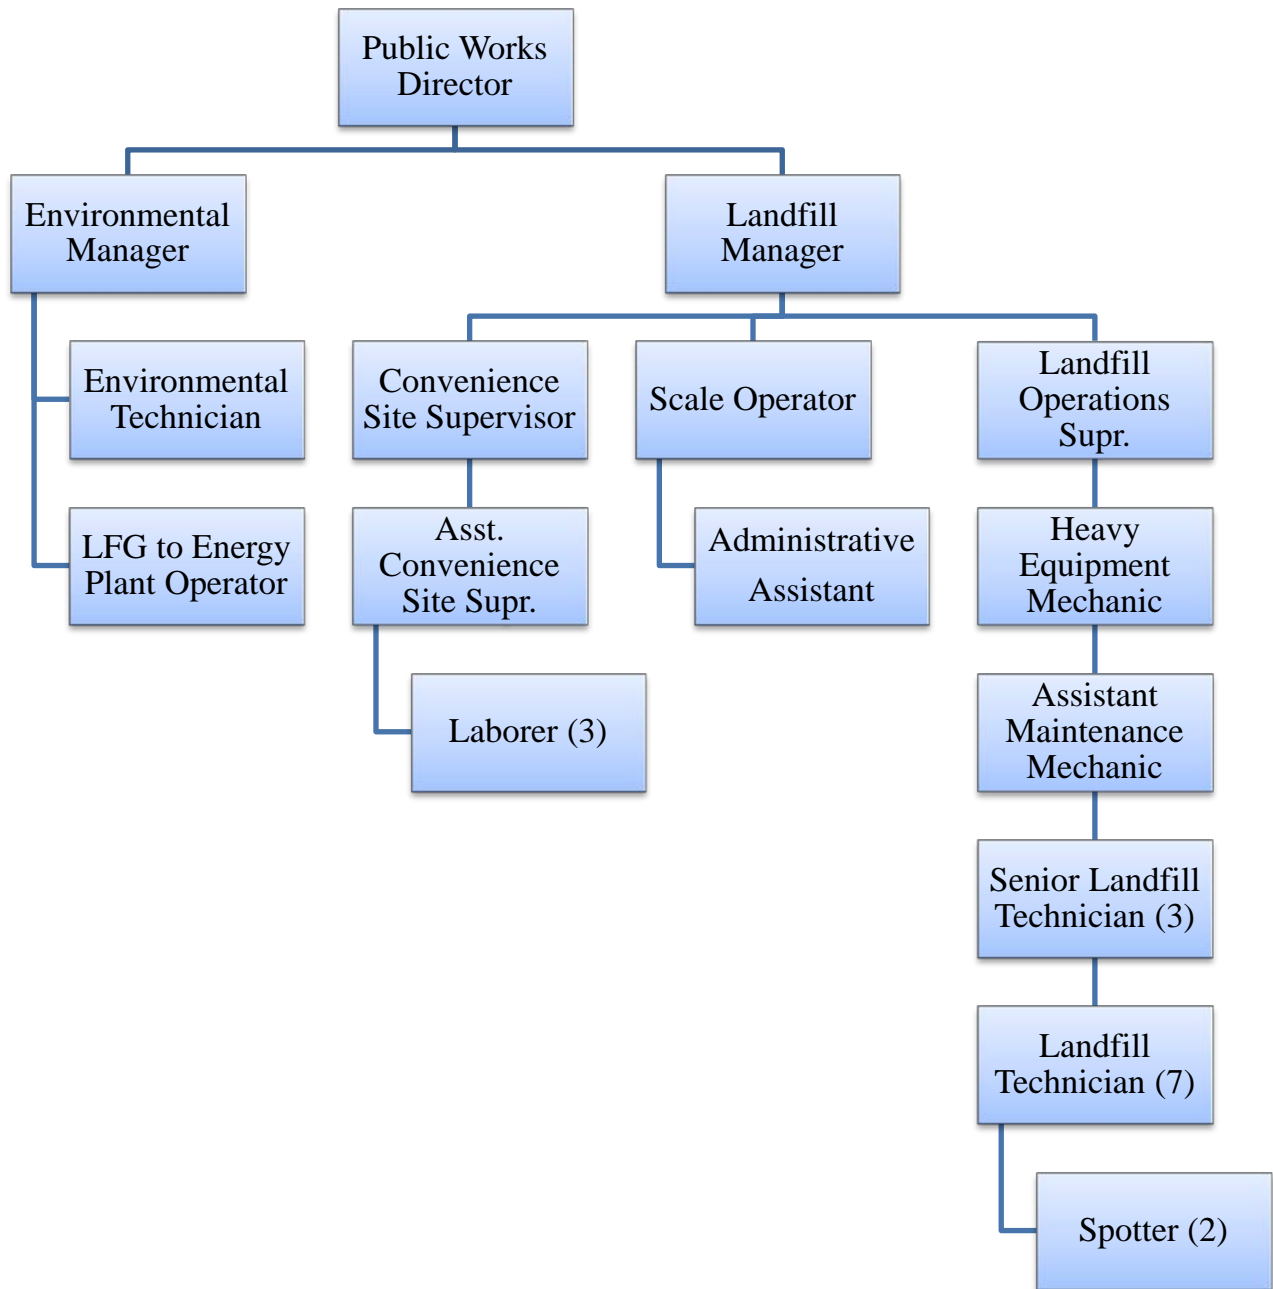 Public Works
Director
Environmental
Manager
Landfill
Manager
Environmental
Technician
LFG to Energy
Plant Operator
Convenience
Site Supervisor
Asst.
Convenience
Site Supr.
Laborer (3)
Scale Operator
Administrative
Assistant
Landfill
Operations
Supr.
Heavy
Equipment
Mechanic
Assistant
Maintenance
Mechanic
Senior Landfill
Technician (3)
Landfill
Technician (7)
Spotter (2)